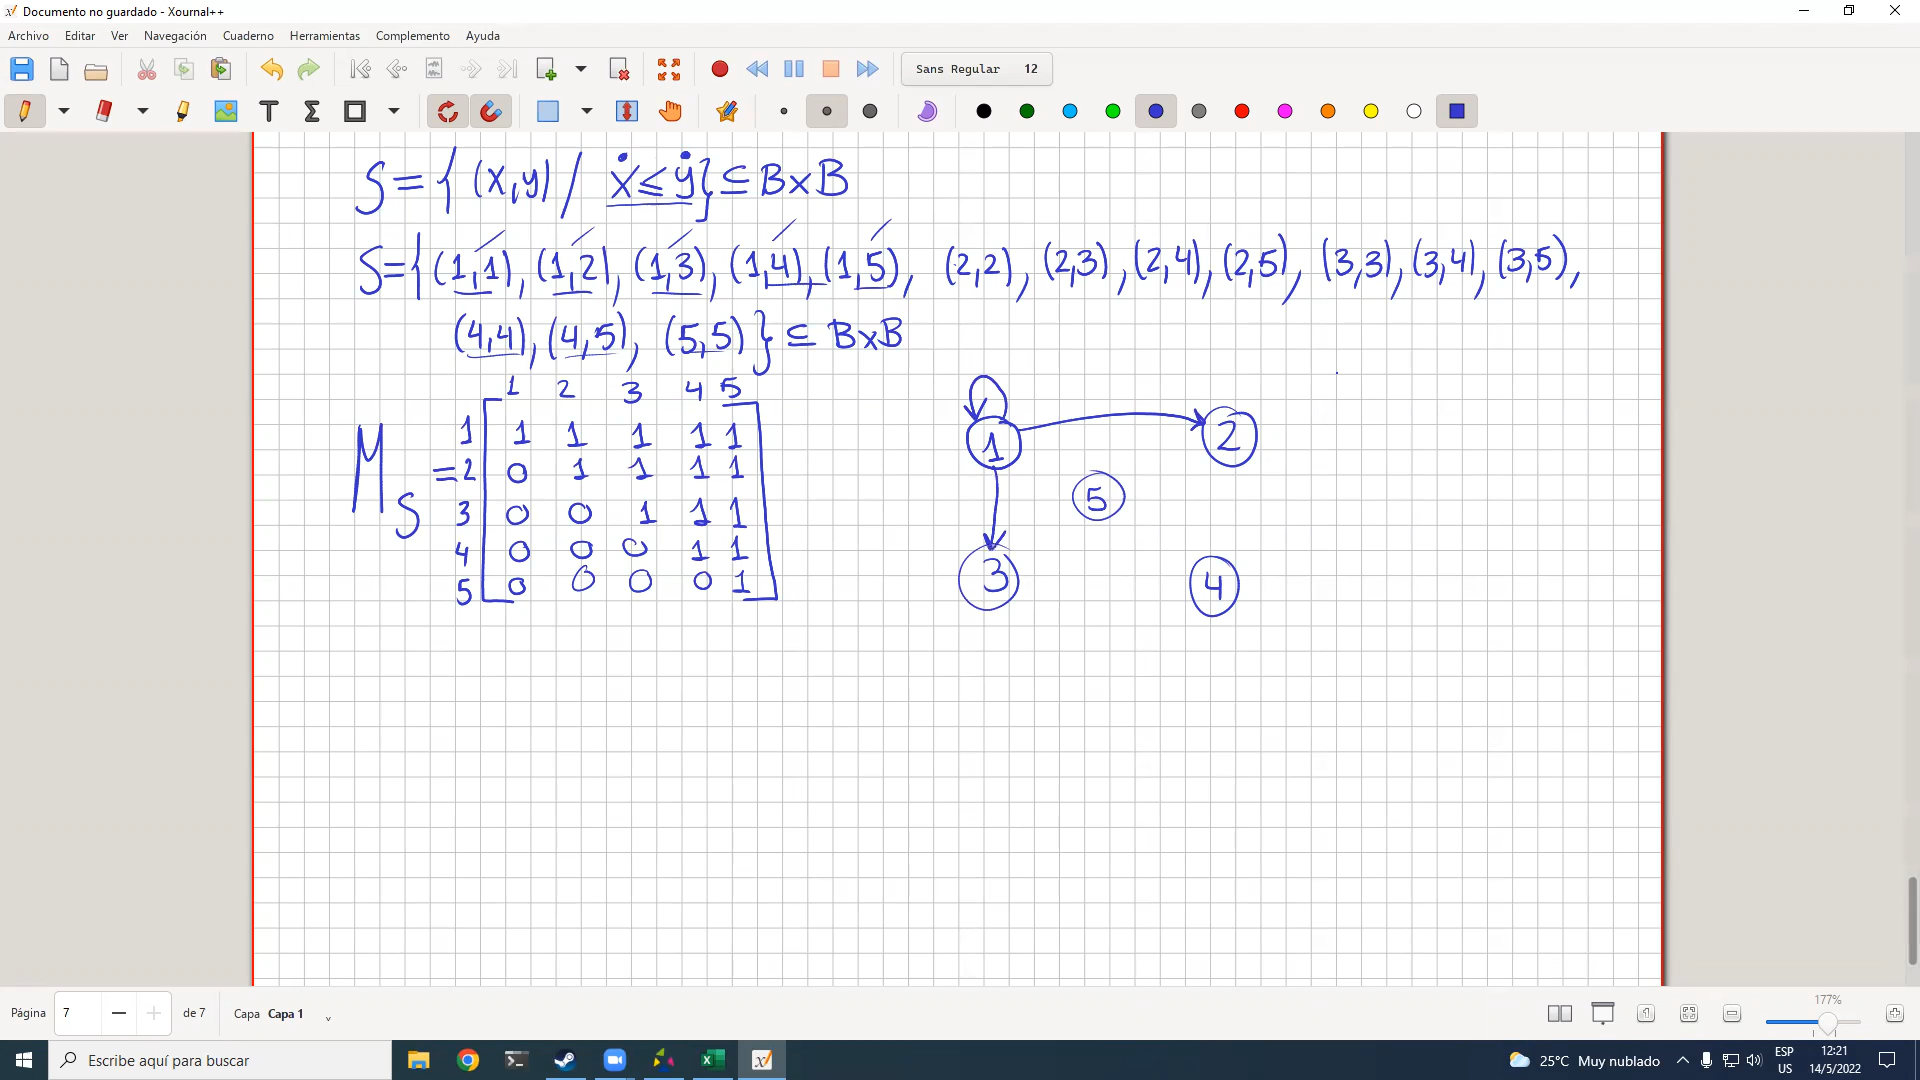 Documento no guardado - Xournal++
Archivo Editar Ver Navegación Cuaderno Herramientas Complemento Ayuda
Sans Regular 12
S={ (x,y) / x≤y} ⊆ B×B
S={ (1,1), (1,2), (1,3), (1,4), (1,5), (2,2), (2,3), (2,4), (2,5), (3,3), (3,4), (3,5),
(4,4), (4,5), (5,5) } ⊆ B×B
1 2 3 4 5
1 1 1 1 1 1
M_S = 2 0 1 1 1 1
3 0 0 1 1 1
4 0 0 0 1 1
5 0 0 0 0 1
1 2
5
3 4
Página 7 de 7 Capa Capa 1
177%
Escribe aquí para buscar
25°C Muy nublado
ESP
US
12:21
14/5/2022